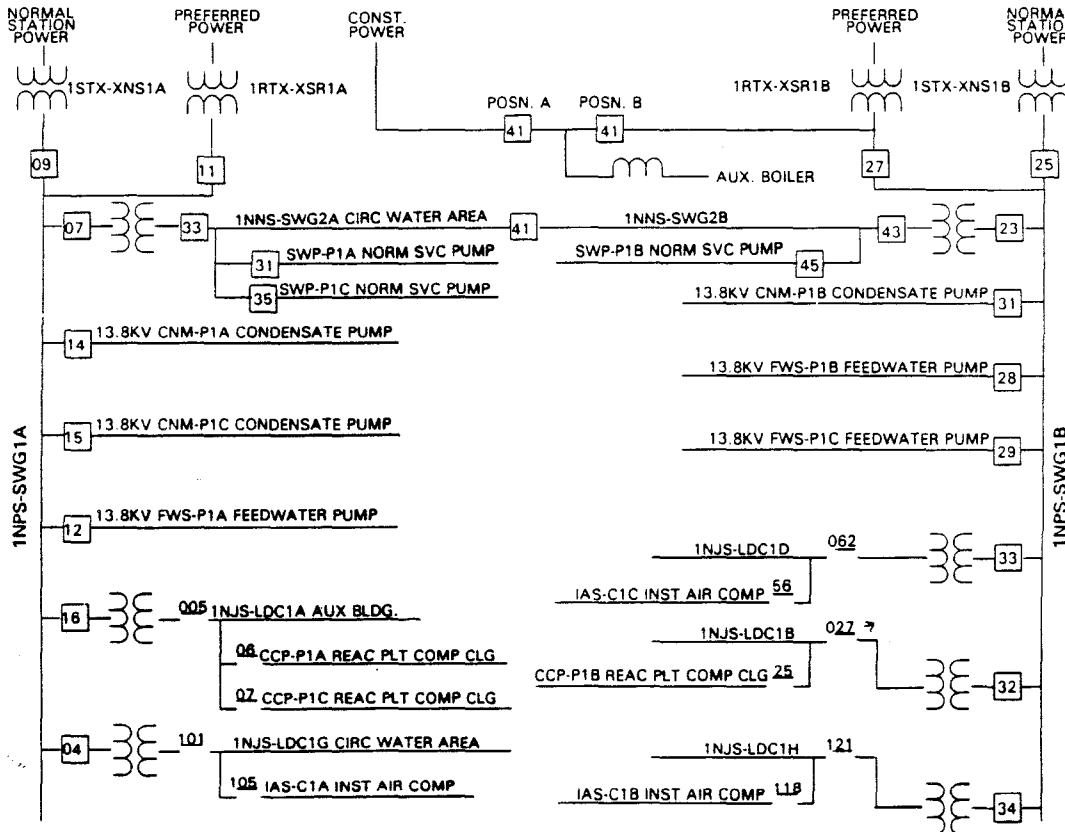 NORMAL
STATION
POWER
PREFERRED
POWER
CONST.
POWER
PREFERRED
POWER
NORMAL
STATION
POWER
1STX-XNS1A
1RTX-XSR1A
1RTX-XSR1B
1STX-XNS1B
POSN. A
POSN. B
41
41
09
11
27
25
AUX. BOILER
07
33
1NNS-SWG2A CIRC WATER AREA
41
1NNS-SWG2B
43
23
31
SWP-P1A NORM SVC PUMP
SWP-P1B NORM SVC PUMP
45
35
SWP-P1C NORM SVC PUMP
13.8KV CNM-P1B CONDENSATE PUMP
31
14
13.8KV CNM-P1A CONDENSATE PUMP
13.8KV FWS-P1B FEEDWATER PUMP
28
15
13.8KV CNM-P1C CONDENSATE PUMP
13.8KV FWS-P1C FEEDWATER PUMP
29
1NPS-SWG1A
1NPS-SWG1B
12
13.8KV FWS-P1A FEEDWATER PUMP
1NJS-LDC1D
062
33
IAS-C1C INST AIR COMP
56
16
005
1NJS-LDC1A AUX BLDG.
1NJS-LDC1B
027
06
CCP-P1A REAC PLT COMP CLG
CCP-P1B REAC PLT COMP CLG
25
32
07
CCP-P1C REAC PLT COMP CLG
04
101
1NJS-LDC1G CIRC WATER AREA
1NJS-LDC1H
121
105
IAS-C1A INST AIR COMP
IAS-C1B INST AIR COMP
118
34